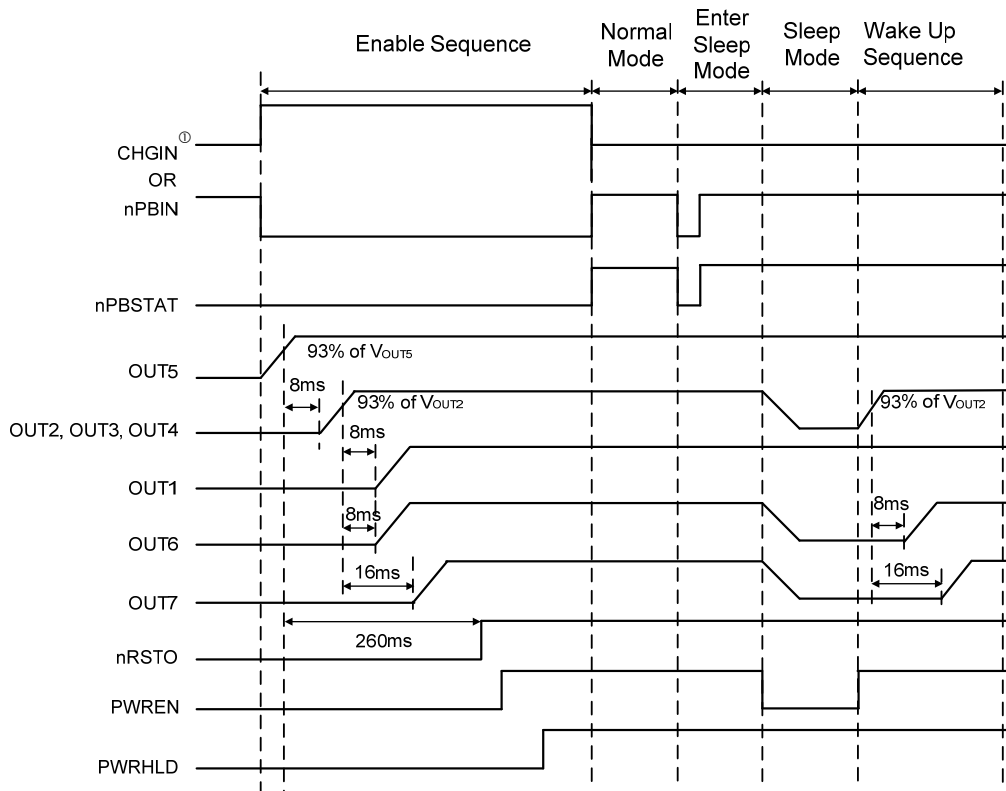 Enable Sequence
Normal
Mode
Enter
Sleep
Mode
Sleep
Mode
Wake Up
Sequence
CHGIN①
OR
nPBIN
nPBSTAT
93% of VOUT5
OUT5
8ms
93% of VOUT2
93% of VOUT2
OUT2, OUT3, OUT4
8ms
OUT1
8ms
8ms
OUT6
16ms
16ms
OUT7
260ms
nRSTO
PWREN
PWRHLD